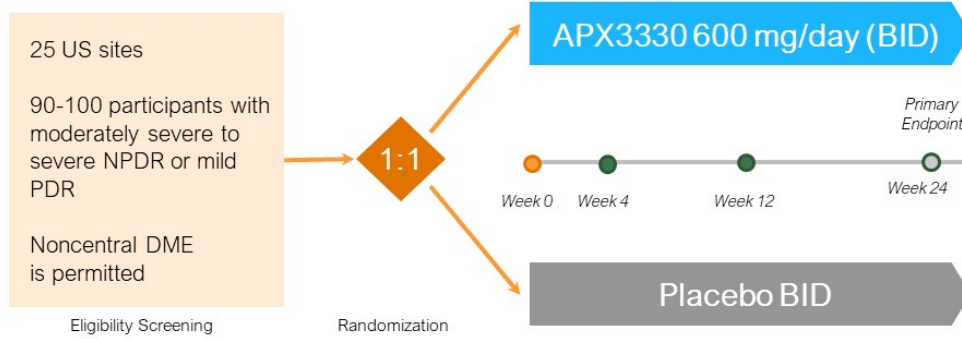 25 US sites
90-100 participants with
moderately severe to
severe NPDR or mild
PDR
Noncentral DME
is permitted
Eligibility Screening
1:1
Randomization
APX3330 600 mg/day (BID)
Primary
Endpoint
Week 0
Week 4
Week 12
Week 24
Placebo BID